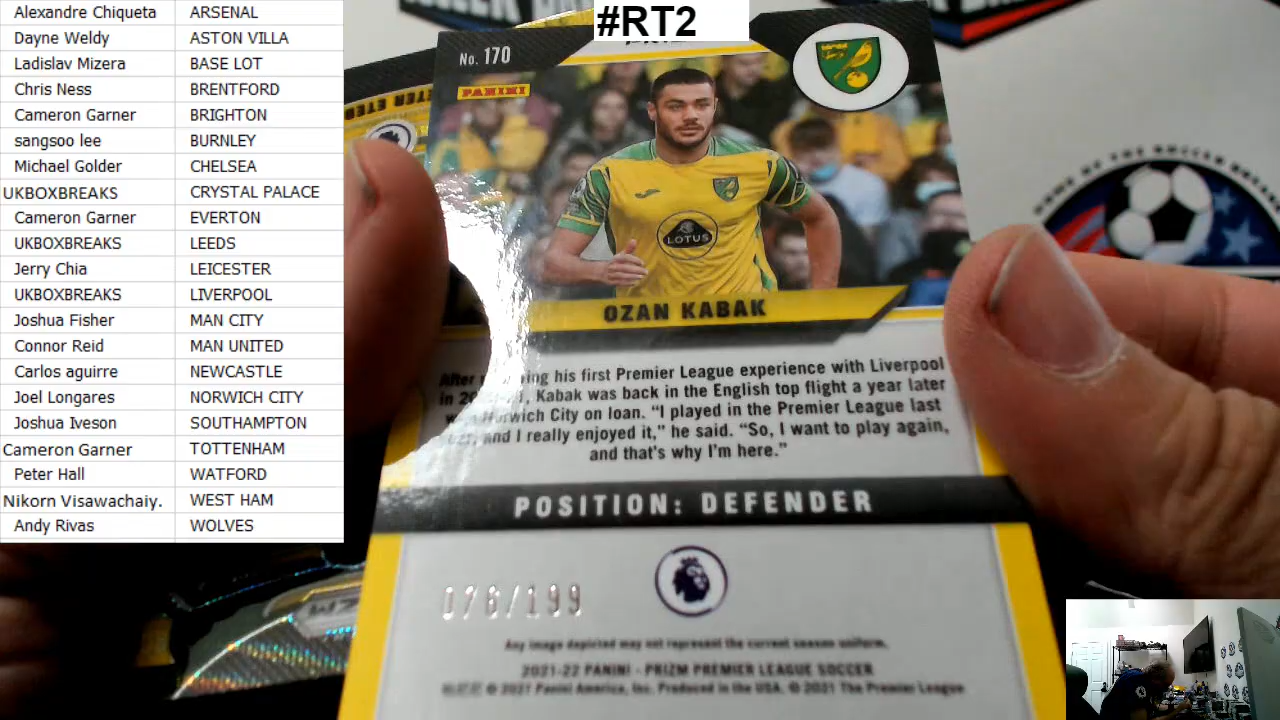 #RT2
Alexandre Chiqueta ARSENAL
Dayne Weldy ASTON VILLA
Ladislav Mizera BASE LOT
Chris Ness BRENTFORD
Cameron Garner BRIGHTON
sangsoo lee BURNLEY
Michael Golder CHELSEA
UKBOXBREAKS CRYSTAL PALACE
Cameron Garner EVERTON
UKBOXBREAKS LEEDS
Jerry Chia LEICESTER
UKBOXBREAKS LIVERPOOL
Joshua Fisher MAN CITY
Connor Reid MAN UNITED
Carlos aguirre NEWCASTLE
Joel Longares NORWICH CITY
Joshua Iveson SOUTHAMPTON
Cameron Garner TOTTENHAM
Peter Hall WATFORD
Nikorn Visawachaiy. WEST HAM
Andy Rivas WOLVES
No. 170
PANINI
LOTUS
OZAN KABAK
After his first Premier League experience with Liverpool
in Kabak was back in the English top flight a year later
Norwich City on loan. “I played in the Premier League last
and I really enjoyed it,” he said. “So, I want to play again,
and that's why I'm here.”
POSITION: DEFENDER
076/199
Any image depicted may not represent the current season uniform.
2021-22 PANINI - PRIZM PREMIER LEAGUE SOCCER
© 2021 Panini America, Inc. Produced in the USA. © 2021 The Premier League